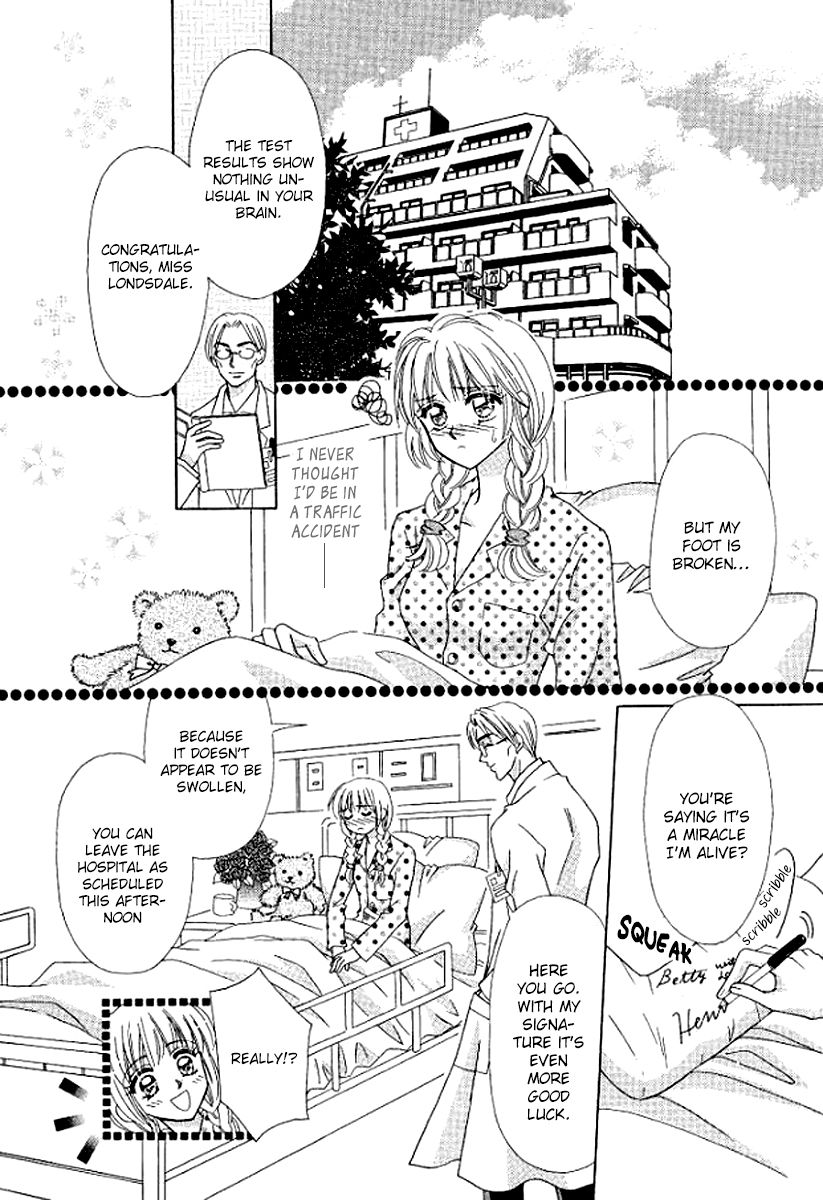 THE TEST
RESULTS SHOW
NOTHING UN-
USUAL IN YOUR
BRAIN.
CONGRATULA-
TIONS, MISS
LONDSDALE.
I NEVER
THOUGHT
I'D BE IN
A TRAFFIC
ACCIDENT
BUT MY
FOOT IS
BROKEN...
YOU'RE
SAYING IT'S
A MIRACLE
I'M ALIVE?
scribble
scribble
SQUEAK
Betty
Hen
BECAUSE
IT DOESN'T
APPEAR TO BE
SWOLLEN,
YOU CAN
LEAVE THE
HOSPITAL AS
SCHEDULED
THIS AFTER-
NOON
HERE
YOU GO.
WITH MY
SIGNA-
TURE IT'S
EVEN
MORE
GOOD
LUCK.
REALLY!?